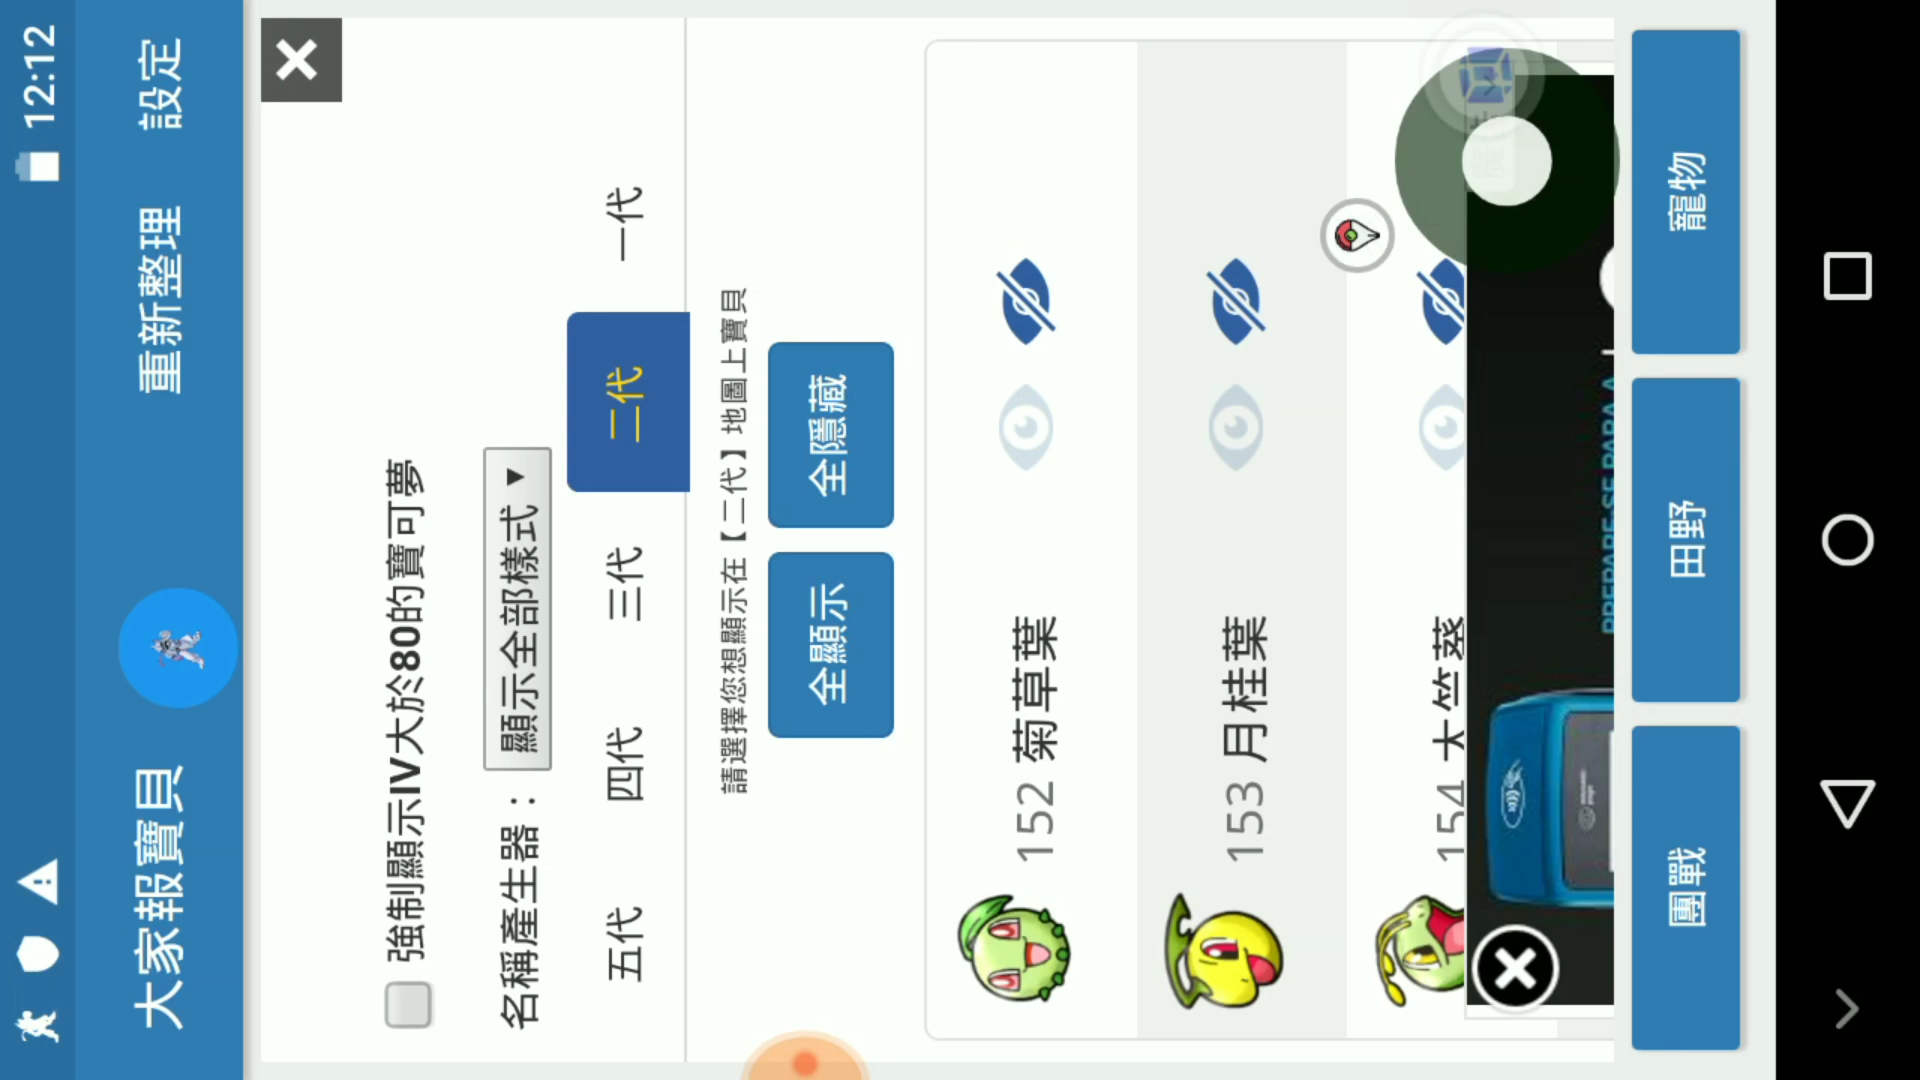 12:12
大家報寶貝
重新整理
設定
強制顯示IV大於80的寶可夢
名稱產生器：
顯示全部樣式 ▼
五代
四代
三代
二代
一代
請選擇您想顯示在【二代】地圖上寶貝
全顯示
全隱藏
152 菊草葉
153 月桂葉
154 大竺葵
PREPARE-SE PARA A
團戰
田野
寵物